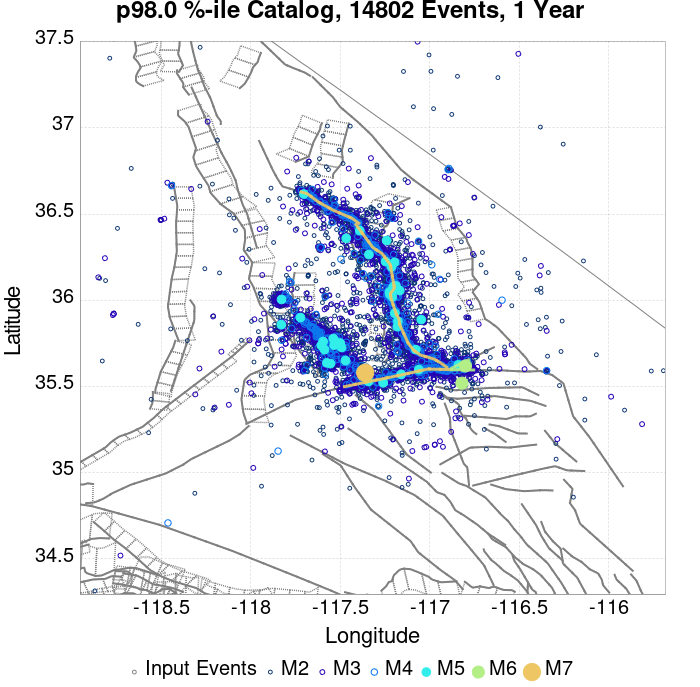 p98.0 %-ile Catalog, 14802 Events, 1 Year
37.5
37
36.5
36
35.5
35
34.5
Latitude
-118.5 -118 -117.5 -117 -116.5 -116
Longitude
Input Events M2 M3 M4 M5 M6 M7